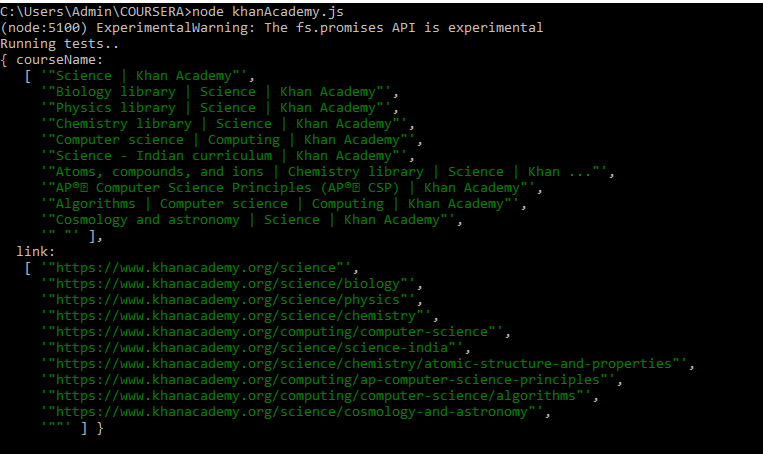 C:\Users\Admin\COURSERA>node khanAcademy.js
(node:5100) ExperimentalWarning: The fs.promises API is experimental
Running tests..
{ courseName:
   [ '"Science | Khan Academy"',
     '"Biology library | Science | Khan Academy"',
     '"Physics library | Science | Khan Academy"',
     '"Chemistry library | Science | Khan Academy"',
     '"Computer science | Computing | Khan Academy"',
     '"Science - Indian curriculum | Khan Academy"',
     '"Atoms, compounds, and ions | Chemistry library | Science | Khan ..."',
     '"AP®︎ Computer Science Principles (AP®︎ CSP) | Khan Academy"',
     '"Algorithms | Computer science | Computing | Khan Academy"',
     '"Cosmology and astronomy | Science | Khan Academy"',
     '" "' ],
  link:
   [ '"https://www.khanacademy.org/science"',
     '"https://www.khanacademy.org/science/biology"',
     '"https://www.khanacademy.org/science/physics"',
     '"https://www.khanacademy.org/science/chemistry"',
     '"https://www.khanacademy.org/computing/computer-science"',
     '"https://www.khanacademy.org/science/science-india"',
     '"https://www.khanacademy.org/science/chemistry/atomic-structure-and-properties"',
     '"https://www.khanacademy.org/computing/ap-computer-science-principles"',
     '"https://www.khanacademy.org/computing/computer-science/algorithms"',
     '"https://www.khanacademy.org/science/cosmology-and-astronomy"',
     '""' ] }